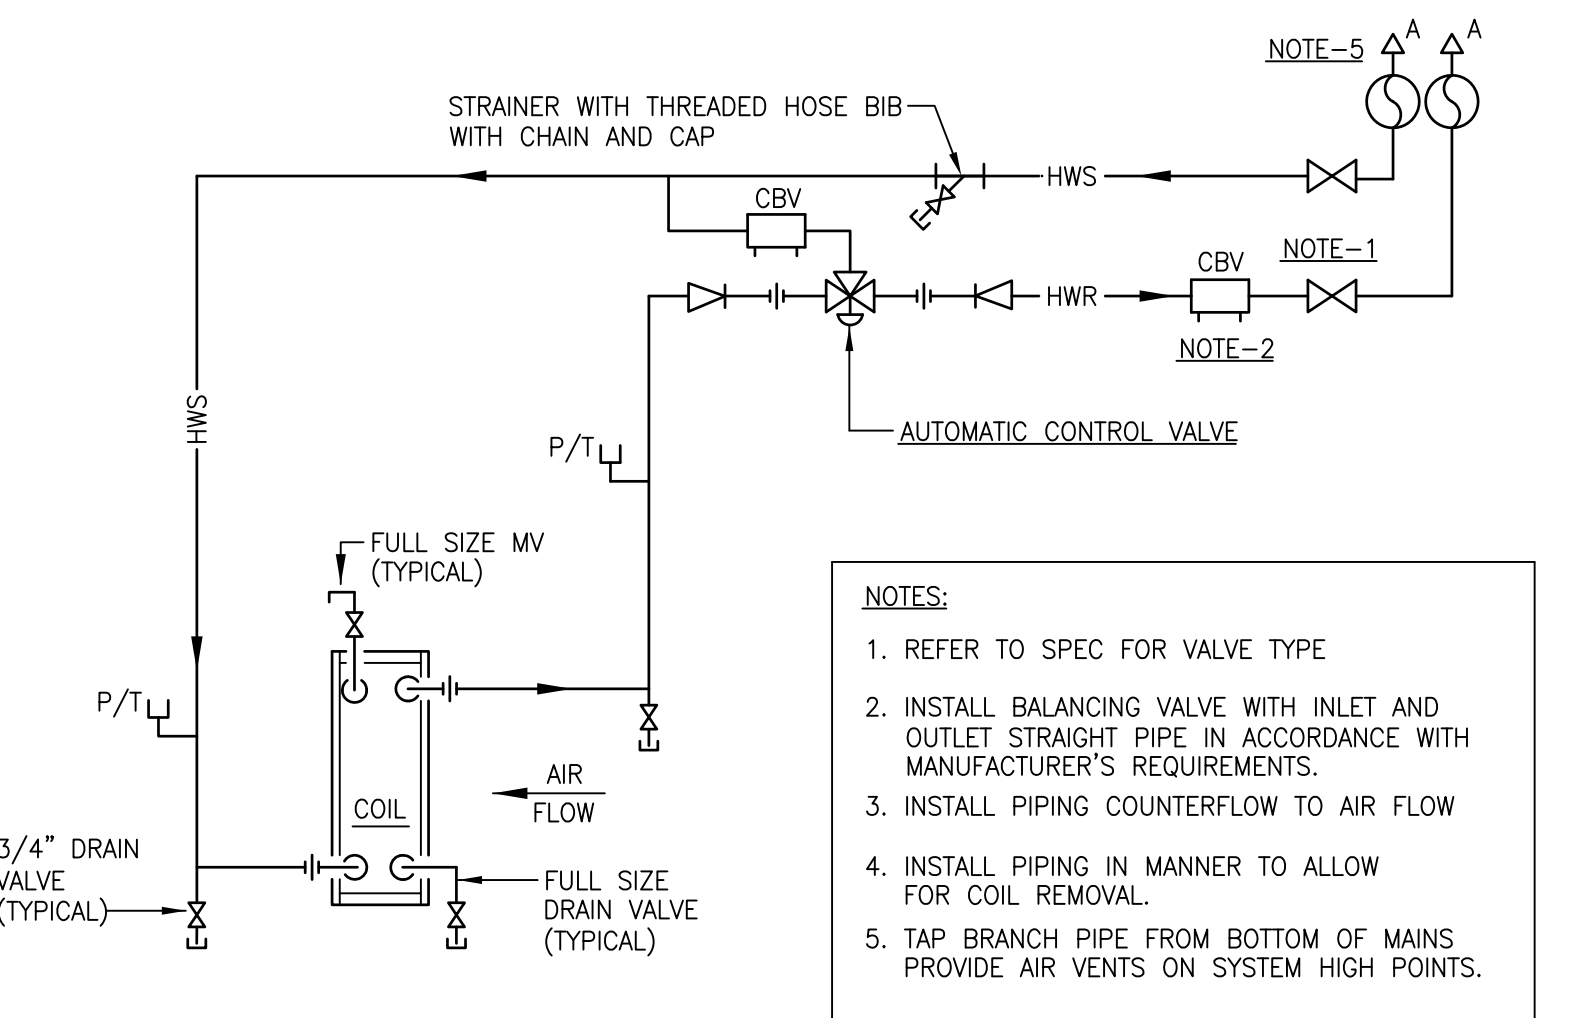 NOTE-5
A
A
STRAINER WITH THREADED HOSE BIB
WITH CHAIN AND CAP
HWS
CBV
NOTE-1
CBV
HWR
NOTE-2
HWS
AUTOMATIC CONTROL VALVE
P/T
FULL SIZE MV
(TYPICAL)
P/T
AIR
FLOW
COIL
3/4” DRAIN
VALVE
(TYPICAL)
FULL SIZE
DRAIN VALVE
(TYPICAL)
NOTES:
1. REFER TO SPEC FOR VALVE TYPE
2. INSTALL BALANCING VALVE WITH INLET AND
OUTLET STRAIGHT PIPE IN ACCORDANCE WITH
MANUFACTURER'S REQUIREMENTS.
3. INSTALL PIPING COUNTERFLOW TO AIR FLOW
4. INSTALL PIPING IN MANNER TO ALLOW
FOR COIL REMOVAL.
5. TAP BRANCH PIPE FROM BOTTOM OF MAINS
PROVIDE AIR VENTS ON SYSTEM HIGH POINTS.